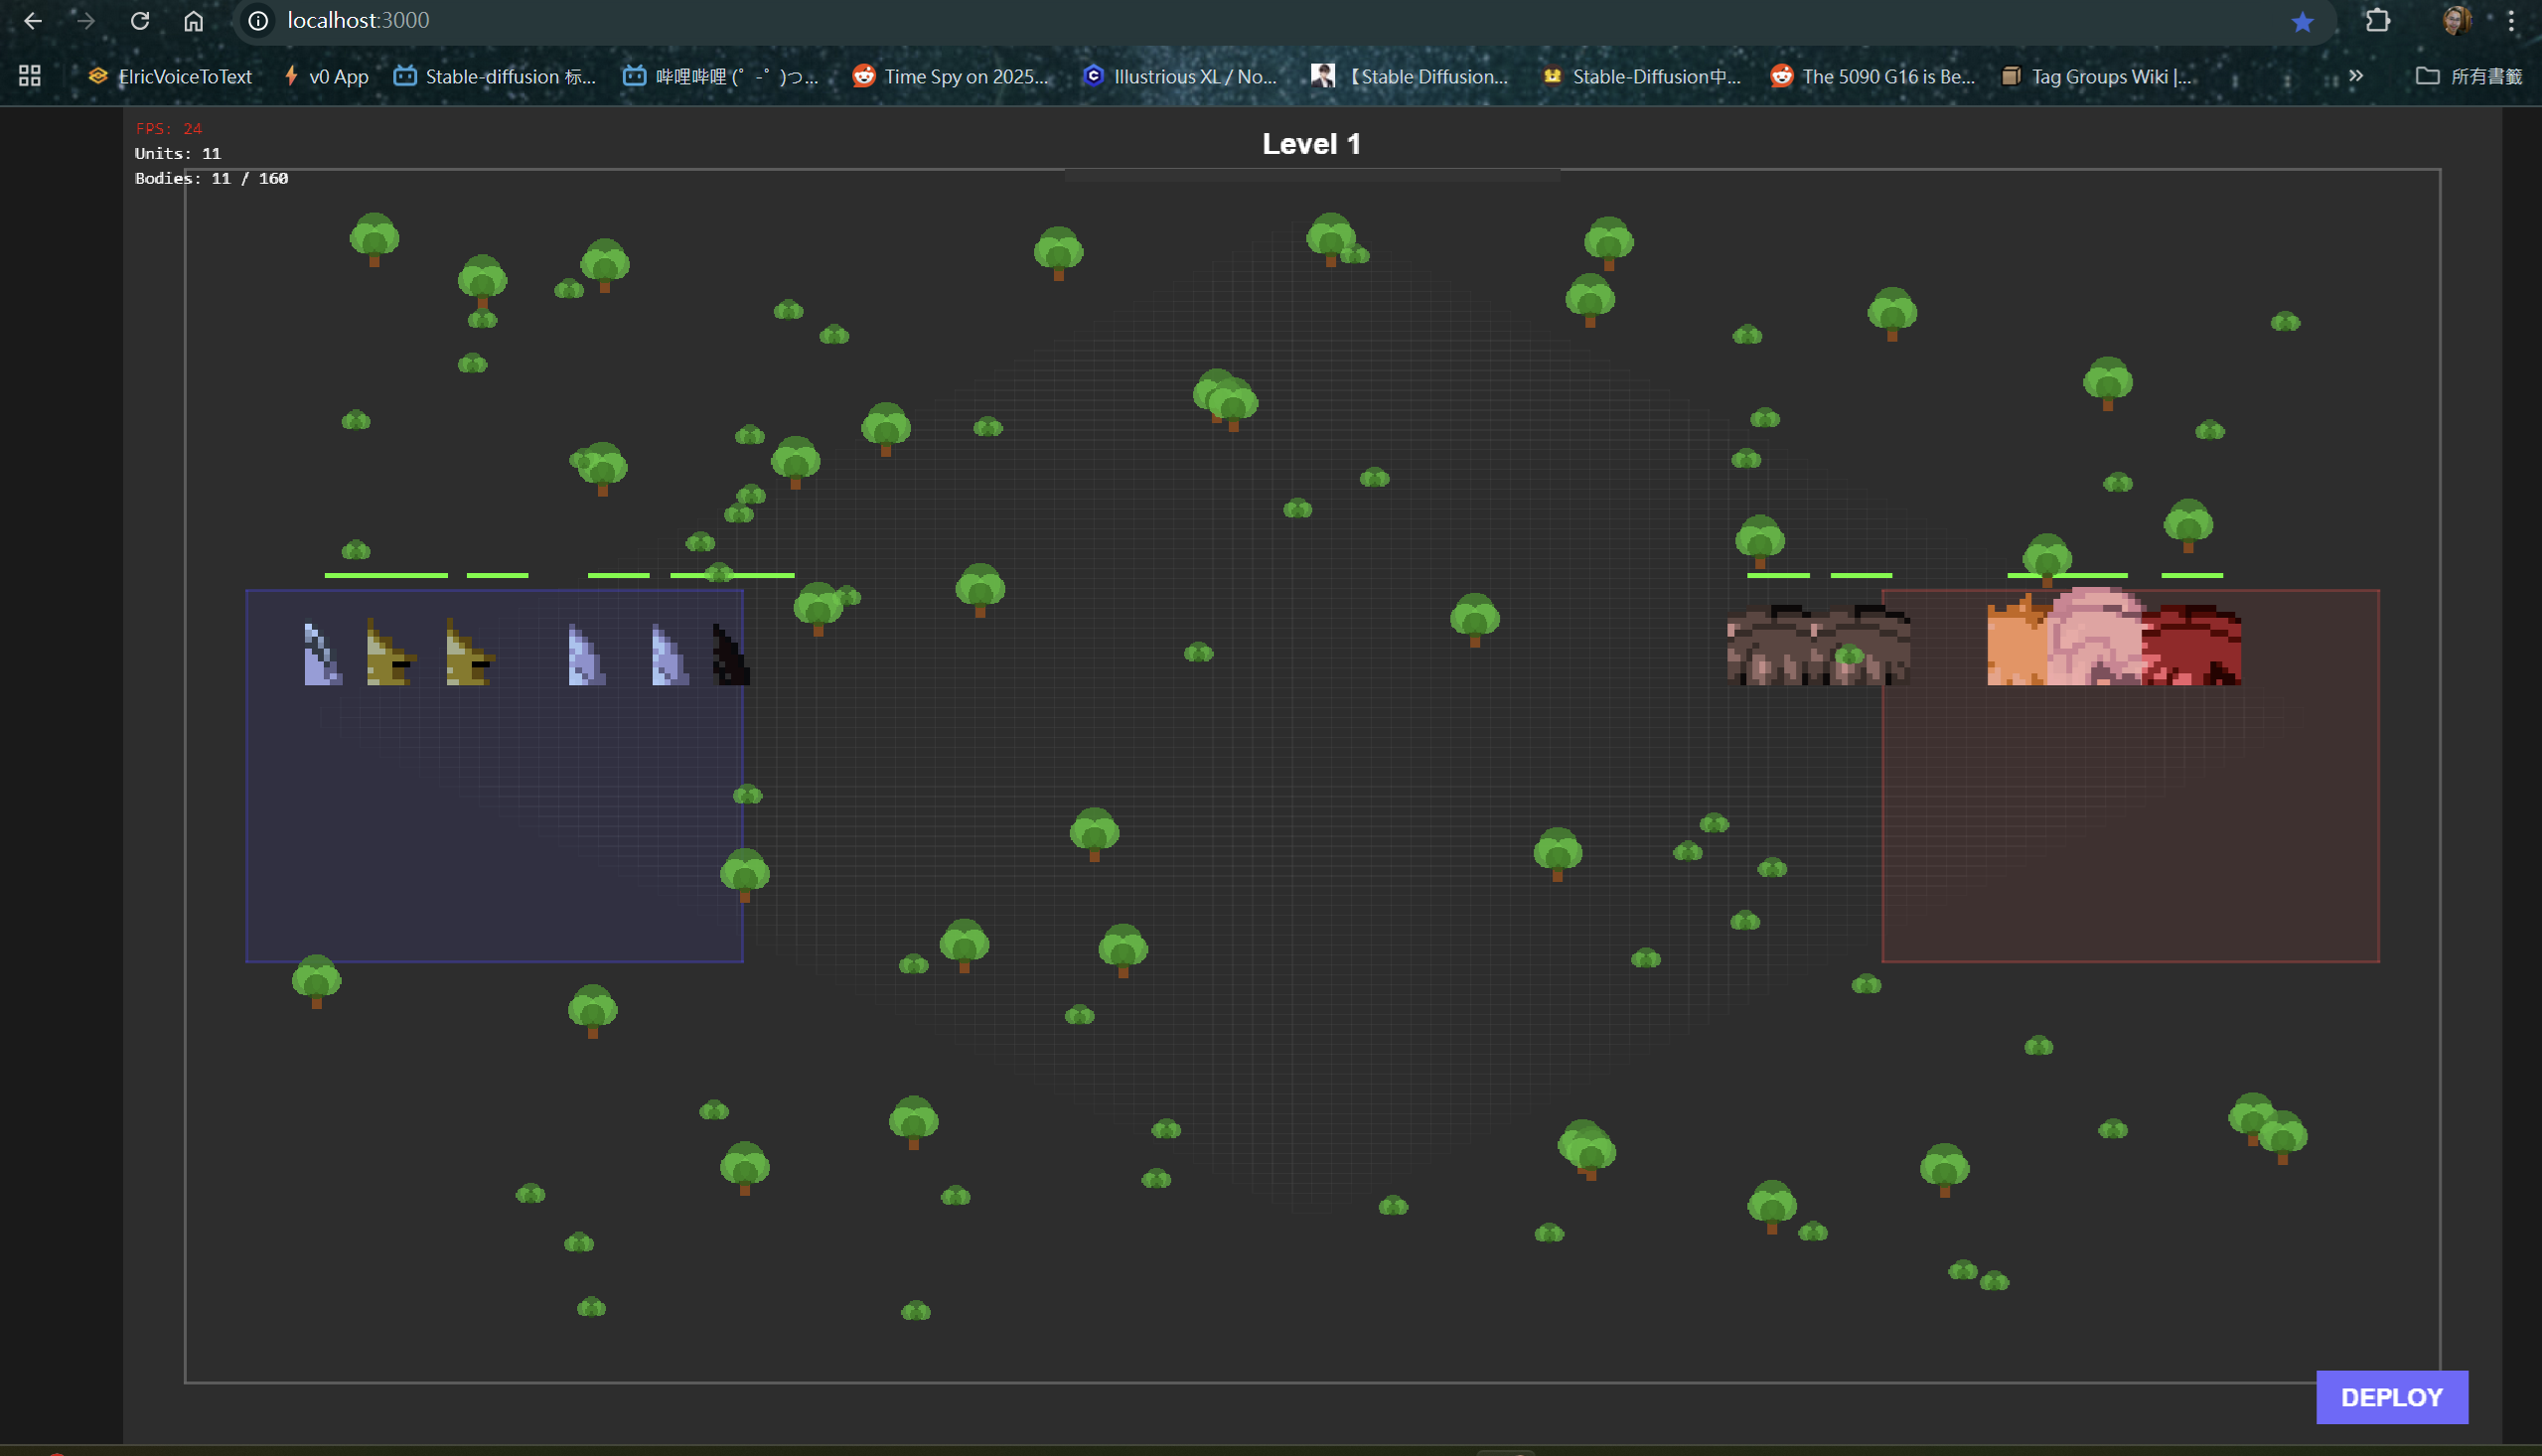 localhost:3000
ElricVoiceToText
v0 App
Stable-diffusion 标...
哔哩哔哩 (゜-゜)つ...
Time Spy on 2025...
Illustrious XL / No...
【Stable Diffusion...
Stable-Diffusion中...
The 5090 G16 is Be...
Tag Groups Wiki |...
所有書籤
FPS: 24
Level 1
Units: 11
Bodies: 11 / 160
DEPLOY